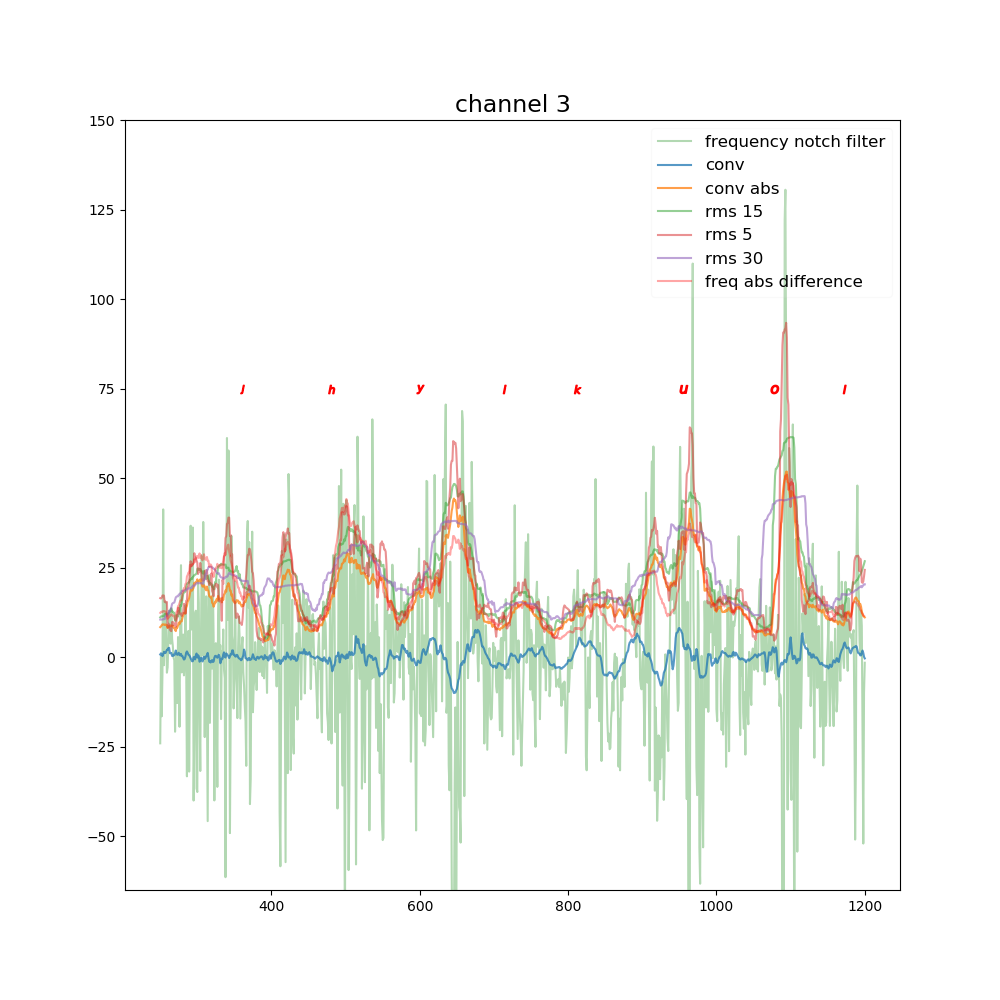 channel 3
150
125
100
75
50
25
0
−25
−50
frequency notch filter
conv
conv abs
rms 15
rms 5
rms 30
freq abs difference
J h y l k u o l
400 600 800 1000 1200